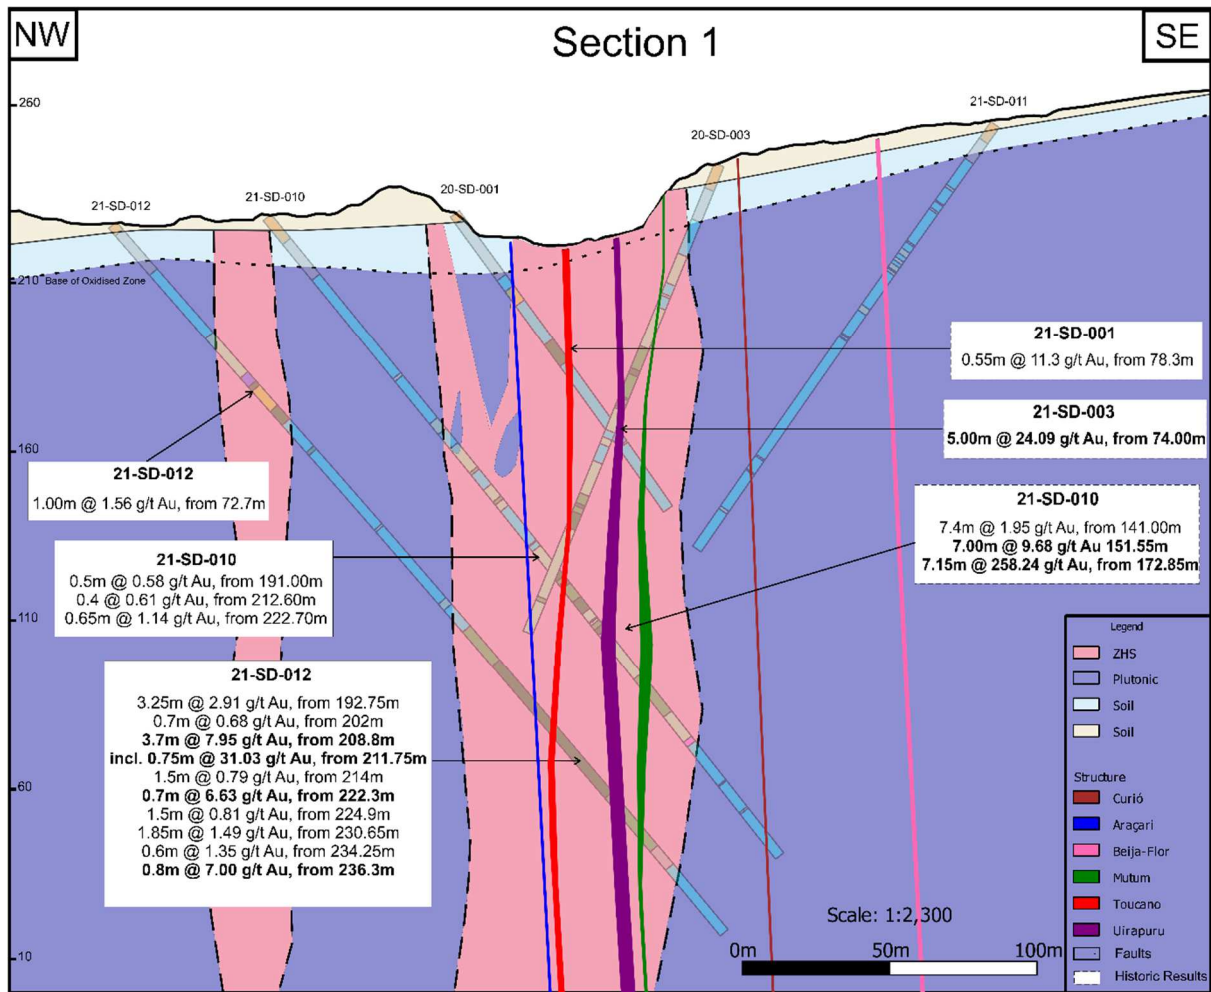 NW
Section 1
SE
260
21-SD-011
20-SD-003
21-SD-012
21-SD-010
20-SD-001
210
Base of Oxidised Zone
21-SD-001
0.55m @ 11.3 g/t Au, from 78.3m
21-SD-003
5.00m @ 24.09 g/t Au, from 74.00m
160
21-SD-012
1.00m @ 1.56 g/t Au, from 72.7m
21-SD-010
7.4m @ 1.95 g/t Au, from 141.00m
7.00m @ 9.68 g/t Au 151.55m
7.15m @ 258.24 g/t Au, from 172.85m
21-SD-010
0.5m @ 0.58 g/t Au, from 191.00m
0.4 @ 0.61 g/t Au, from 212.60m
0.65m @ 1.14 g/t Au, from 222.70m
110
21-SD-012
3.25m @ 2.91 g/t Au, from 192.75m
0.7m @ 0.68 g/t Au, from 202m
3.7m @ 7.95 g/t Au, from 208.8m
incl. 0.75m @ 31.03 g/t Au, from 211.75m
1.5m @ 0.79 g/t Au, from 214m
0.7m @ 6.63 g/t Au, from 222.3m
1.5m @ 0.81 g/t Au, from 224.9m
1.85m @ 1.49 g/t Au, from 230.65m
0.6m @ 1.35 g/t Au, from 234.25m
0.8m @ 7.00 g/t Au, from 236.3m
60
10
Scale: 1:2,300
0m 50m 100m
Legend
ZHS
Plutonic
Soil
Soil
Structure
Curió
Araçari
Beija-Flor
Mutum
Toucano
Uirapuru
Faults
Historic Results